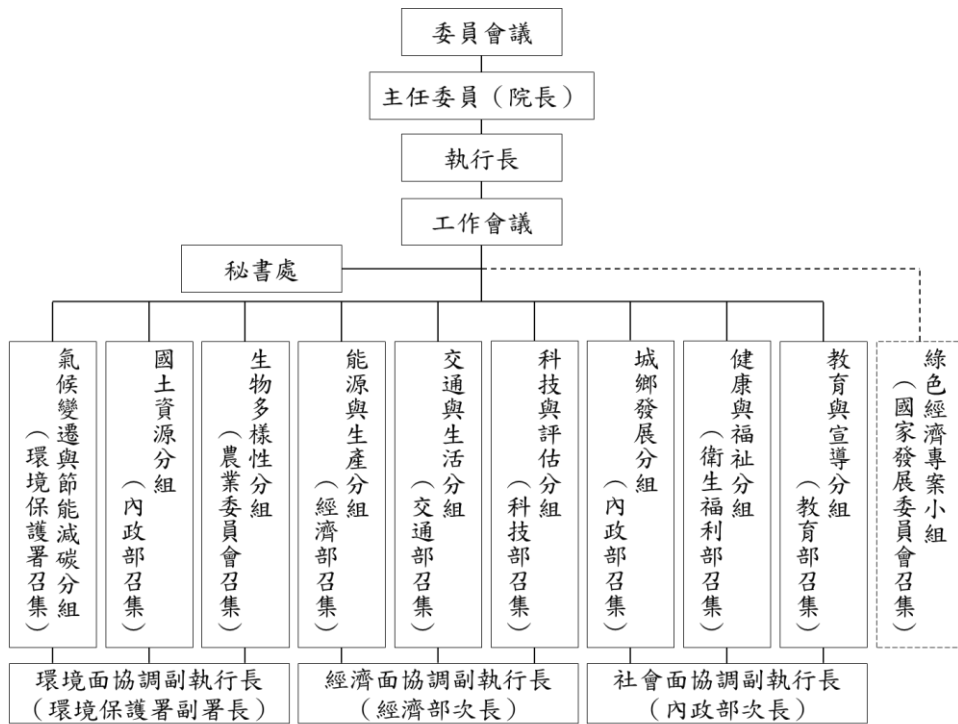 委員會議
主任委員（院長）
執行長
工作會議
秘書處
氣候變遷與節能減碳分組
（環境保護署召集）
國土資源分組
（內政部召集）
生物多樣性分組
（農業委員會召集）
能源與生產分組
（經濟部召集）
交通與生活分組
（交通部召集）
科技與評估分組
（科技部召集）
城鄉發展分組
（內政部召集）
健康與福祉分組
（衛生福利部召集）
教育與宣導分組
（教育部召集）
綠色經濟專案小組
（國家發展委員會召集）
環境面協調副執行長
（環境保護署副署長）
經濟面協調副執行長
（經濟部次長）
社會面協調副執行長
（內政部次長）